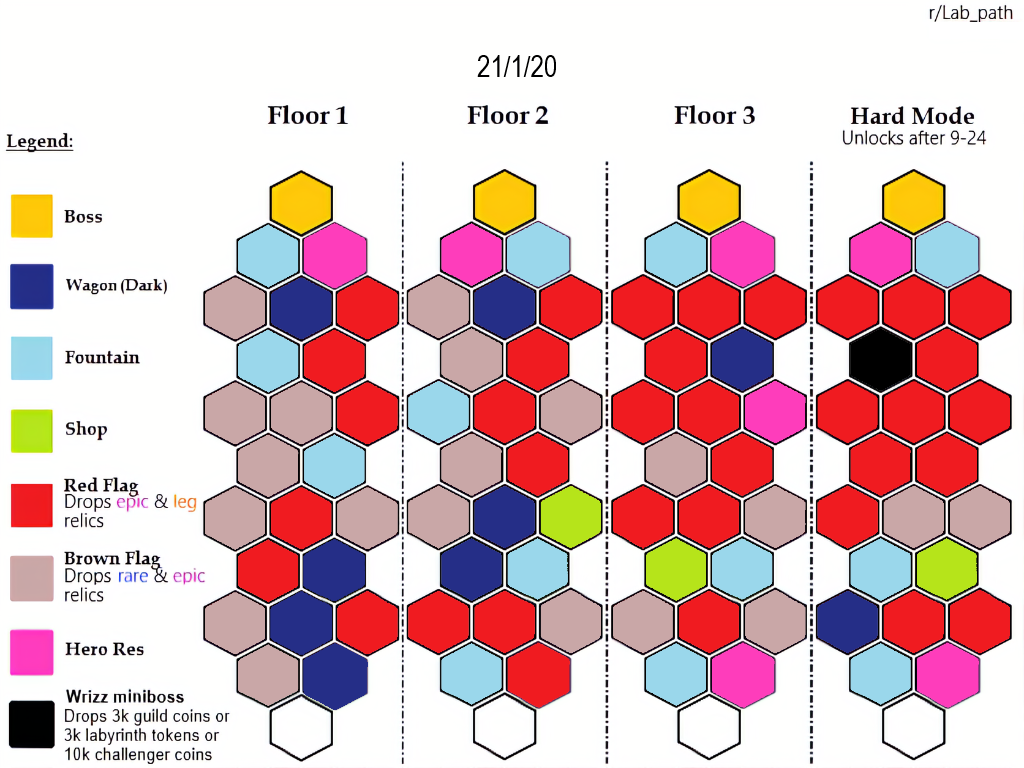 r/Lab_path
21/1/20
Floor 1
Floor 2
Floor 3
Hard Mode
Unlocks after 9-24
Legend:
Boss
Wagon (Dark)
Fountain
Shop
Red Flag
Drops epic & leg
relics
Brown Flag
Drops rare & epic
relics
Hero Res
Wrizz miniboss
Drops 3k guild coins or
3k labyrinth tokens or
10k challenger coins